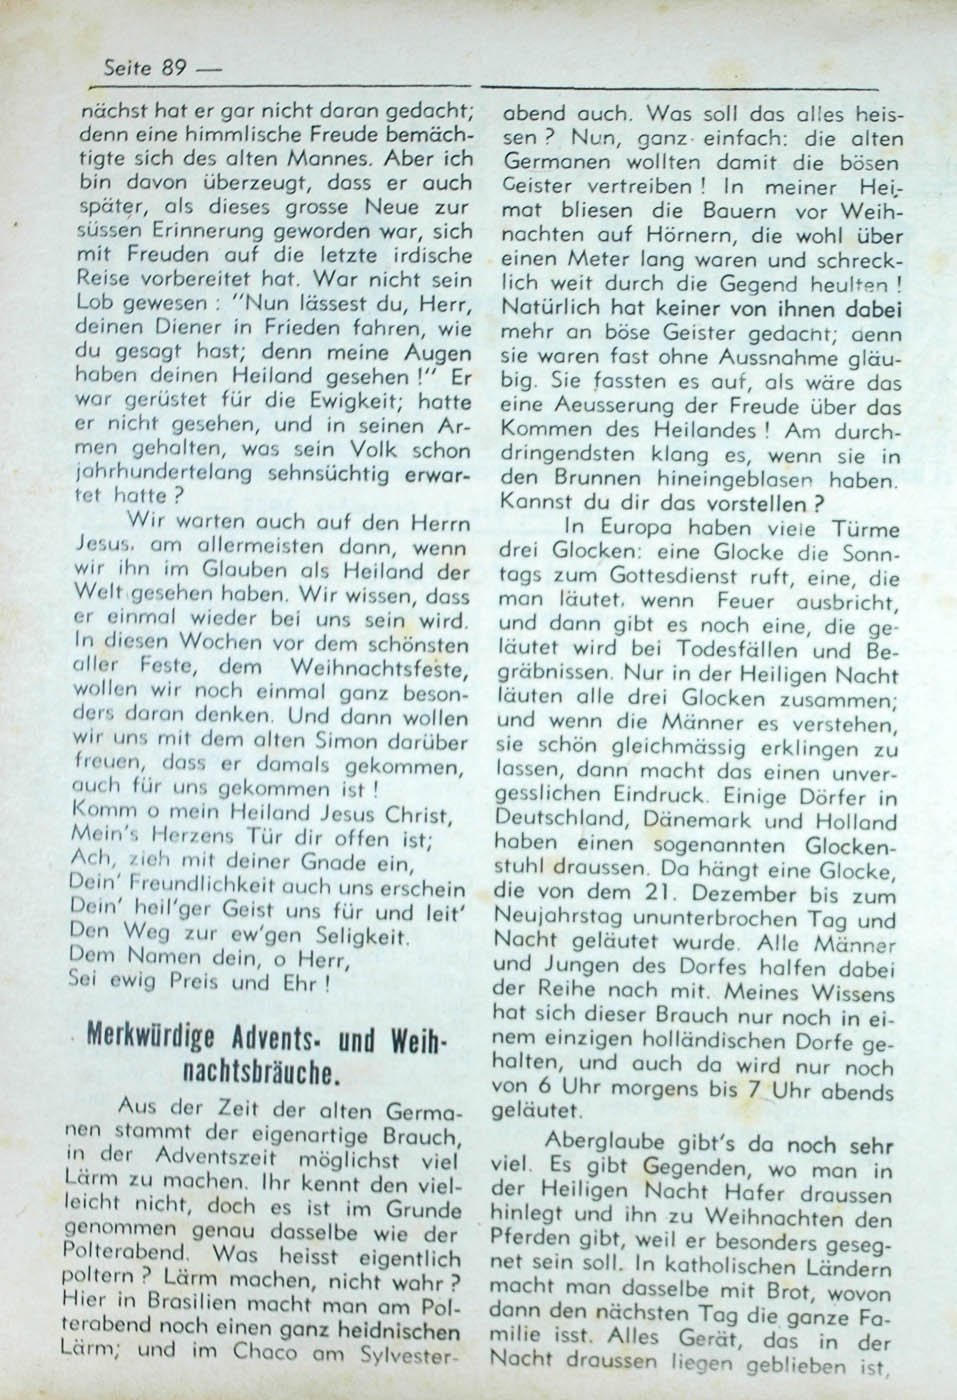 Seite 89 —
nächst hat er gar nicht daran gedacht;
denn eine himmlische Freude bemäch-
tigte sich des alten Mannes. Aber ich
bin davon überzeugt, dass er auch
später, als dieses grosse Neue zur
süssen Erinnerung geworden war, sich
mit Freuden auf die letzte irdische
Reise vorbereitet hat. War nicht sein
Lob gewesen : "Nun lässest du, Herr,
deinen Diener in Frieden fahren, wie
du gesagt hast; denn meine Augen
haben deinen Heiland gesehen !" Er
war gerüstet für die Ewigkeit; hatte
er nicht gesehen, und in seinen Ar-
men gehalten, was sein Volk schon
jahrhundertelang sehnsüchtig erwar-
tet hatte ?
Wir warten auch auf den Herrn
Jesus, am allermeisten dann, wenn
wir ihn im Glauben als Heiland der
Welt gesehen haben. Wir wissen, dass
er einmal wieder bei uns sein wird.
In diesen Wochen vor dem schönsten
aller Feste, dem Weihnachtsfeste,
wollen wir noch einmal ganz beson-
ders daran denken. Und dann wollen
wir uns mit dem alten Simon darüber
freuen, dass er damals gekommen,
auch für uns gekommen ist !
Komm o mein Heiland Jesus Christ,
Mein's Herzens Tür dir offen ist;
Ach, zieh mit deiner Gnade ein,
Dein' Freundlichkeit auch uns erschein
Dein' heil'ger Geist uns für und leit'
Den Weg zur ew'gen Seligkeit.
Dem Namen dein, o Herr,
Sei ewig Preis und Ehr !
Merkwürdige Advents- und Weih-
nachtsbräuche.
Aus der Zeit der alten Germa-
nen stammt der eigenartige Brauch,
in der Adventszeit möglichst viel
Lärm zu machen. Ihr kennt den viel-
leicht nicht, doch es ist im Grunde
genommen genau dasselbe wie der
Polterabend. Was heisst eigentlich
poltern ? Lärm machen, nicht wahr ?
Hier in Brasilien macht man am Pol-
terabend noch einen ganz heidnischen
Lärm; und im Chaco am Sylvester-
abend auch. Was soll das alles heis-
sen ? Nun, ganz einfach: die alten
Germanen wollten damit die bösen
Geister vertreiben ! In meiner Hei-
mat bliesen die Bauern vor Weih-
nachten auf Hörnern, die wohl über
einen Meter lang waren und schreck-
lich weit durch die Gegend heulten !
Natürlich hat keiner von ihnen dabei
mehr an böse Geister gedacht; denn
sie waren fast ohne Aussnahme gläu-
big. Sie fassten es auf, als wäre das
eine Aeusserung der Freude über das
Kommen des Heilandes ! Am durch-
dringendsten klang es, wenn sie in
den Brunnen hineingeblasen haben.
Kannst du dir das vorstellen ?
In Europa haben viele Türme
drei Glocken: eine Glocke die Sonn-
tags zum Gottesdienst ruft, eine, die
man läutet, wenn Feuer ausbricht,
und dann gibt es noch eine, die ge-
läutet wird bei Todesfällen und Be-
gräbnissen. Nur in der Heiligen Nacht
läuten alle drei Glocken zusammen;
und wenn die Männer es verstehen,
sie schön gleichmässig erklingen zu
lassen, dann macht das einen unver-
gesslichen Eindruck. Einige Dörfer in
Deutschland, Dänemark und Holland
haben einen sogenannten Glocken-
stuhl draussen. Da hängt eine Glocke,
die von dem 21. Dezember bis zum
Neujahrstag ununterbrochen Tag und
Nacht geläutet wurde. Alle Männer
und Jungen des Dorfes halfen dabei
der Reihe nach mit. Meines Wissens
hat sich dieser Brauch nur noch in ei-
nem einzigen holländischen Dorfe ge-
halten, und auch da wird nur noch
von 6 Uhr morgens bis 7 Uhr abends
geläutet.
Aberglaube gibt's da noch sehr
viel. Es gibt Gegenden, wo man in
der Heiligen Nacht Hafer draussen
hinlegt und ihn zu Weihnachten den
Pferden gibt, weil er besonders geseg-
net sein soll. In katholischen Ländern
macht man dasselbe mit Brot, wovon
dann den nächsten Tag die ganze Fa-
milie isst. Alles Gerät, das in der
Nacht draussen liegen geblieben ist,